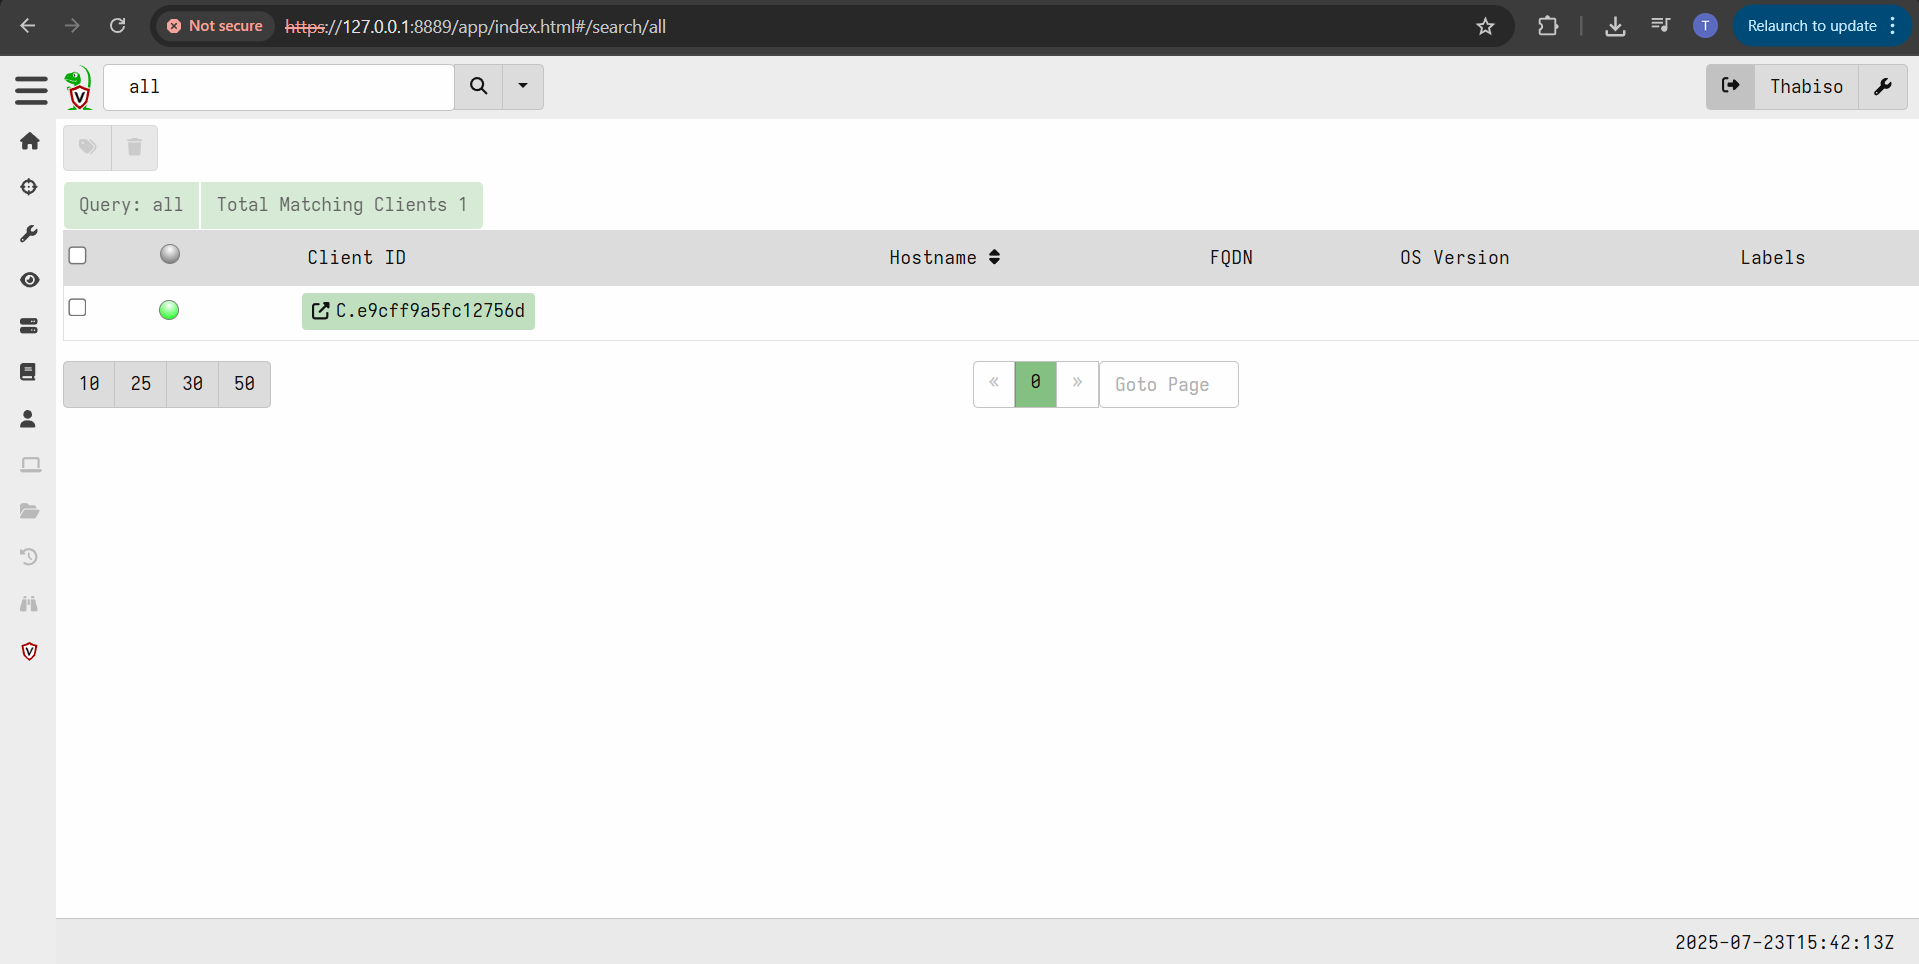 Not secure https://127.0.0.1:8889/app/index.html#/search/all T Relaunch to update
V all Thabiso
Query: all Total Matching Clients 1
Client ID Hostname FQDN OS Version Labels
C.e9cff9a5fc12756d
10 25 30 50 « 0 » Goto Page
V
2025-07-23T15:42:13Z